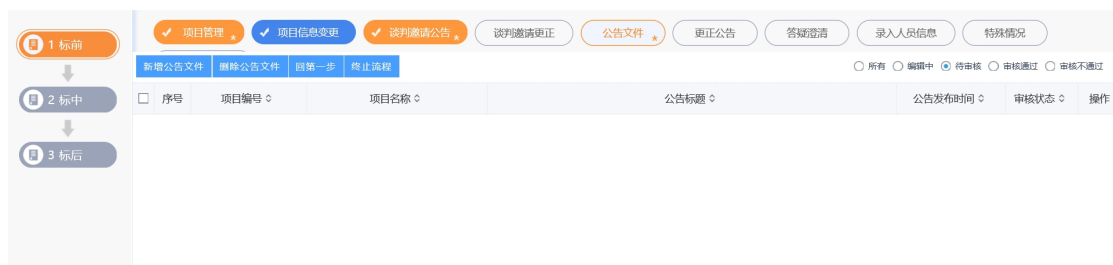 1 标前
2 标中
3 标后
项目管理 * 项目信息变更 谈判邀请公告 * 谈判邀请更正 公告文件 * 更正公告 答疑澄清 录入人员信息 特殊情况
新增公告文件 删除公告文件 回第一步 终止流程 所有 编辑中 待审核 审核通过 审核不通过
序号 项目编号 项目名称 公告标题 公告发布时间 审核状态 操作